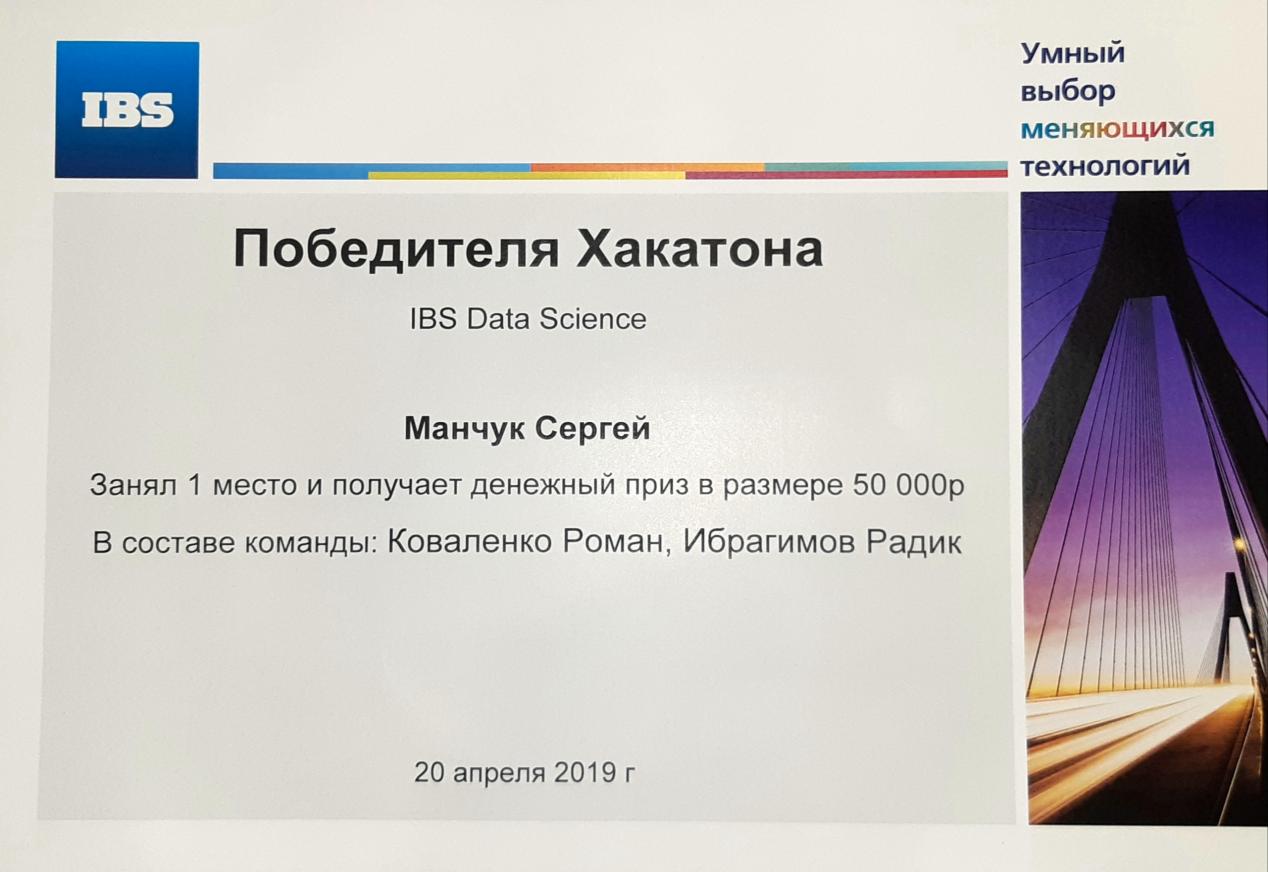 IBS
Умный
выбор
меняющихся
технологий
Победителя Хакатона
IBS Data Science
Манчук Сергей
Занял 1 место и получает денежный приз в размере 50 000р
В составе команды: Коваленко Роман, Ибрагимов Радик
20 апреля 2019 г